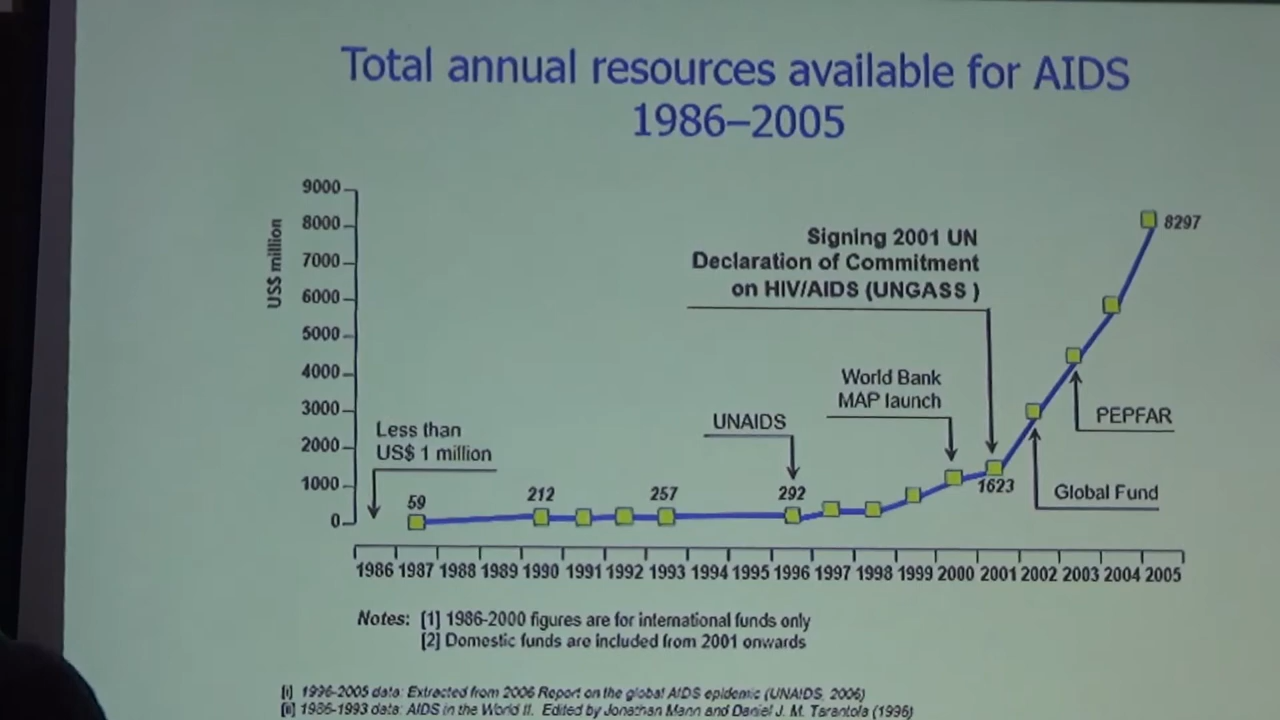 Total annual resources available for AIDS
1986–2005
US$ million
9000
8000
7000
6000
5000
4000
3000
2000
1000
0
Less than
US$ 1 million
59
212
257
UNAIDS
292
World Bank
MAP launch
Signing 2001 UN
Declaration of Commitment
on HIV/AIDS (UNGASS )
1623
Global Fund
PEPFAR
8297
1986 1987 1988 1989 1990 1991 1992 1993 1994 1995 1996 1997 1998 1999 2000 2001 2002 2003 2004 2005
Notes: [1] 1986-2000 figures are for international funds only
[2] Domestic funds are included from 2001 onwards
[i] 1996-2005 data: Extracted from 2006 Report on the global AIDS epidemic (UNAIDS, 2006)
[ii] 1986-1993 data: AIDS in the World II. Edited by Jonathan Mann and Daniel J. M. Tarantola (1996)